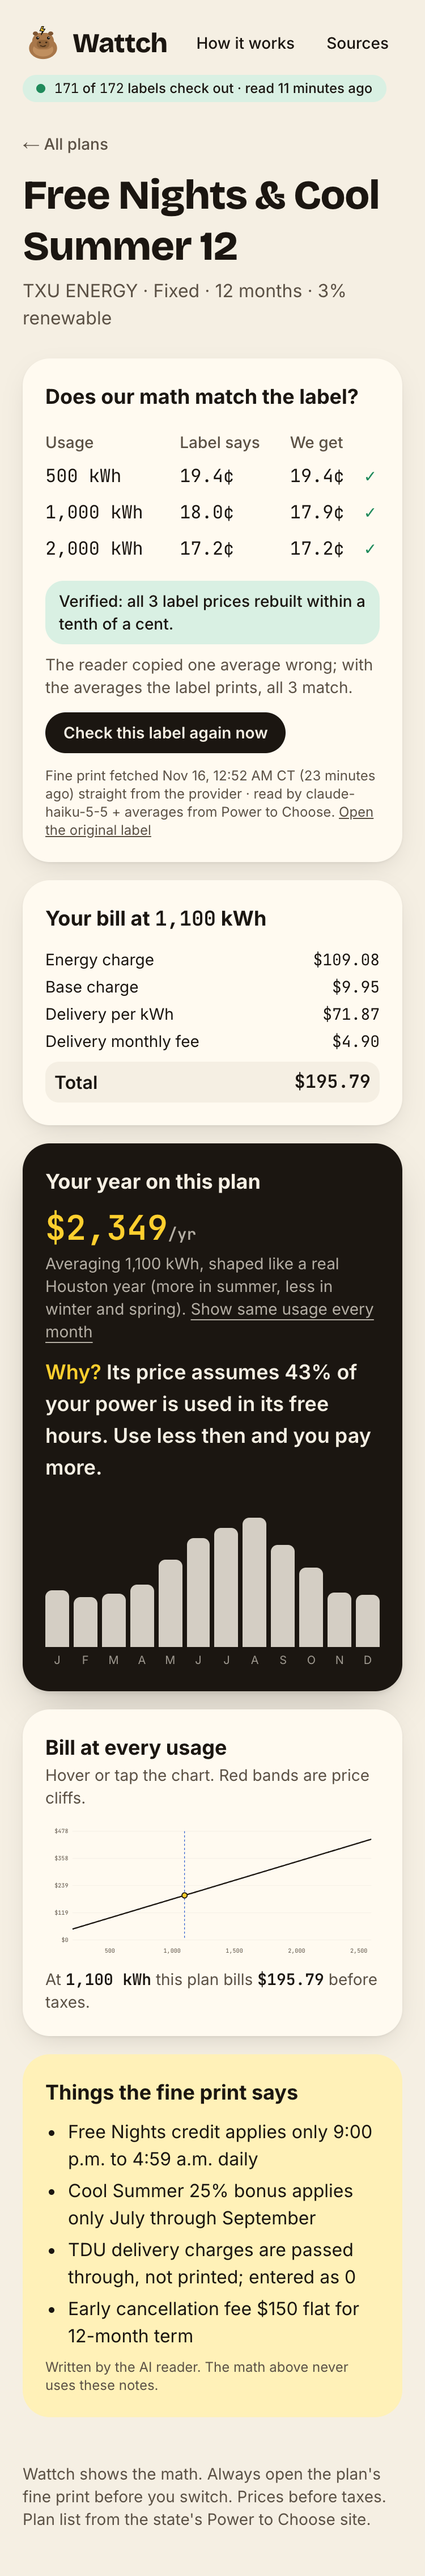 Wattch How it works Sources
171 of 172 labels check out · read 11 minutes ago
← All plans
Free Nights & Cool
Summer 12
TXU ENERGY · Fixed · 12 months · 3%
renewable
Does our math match the label?
Usage Label says We get
500 kWh 19.4¢ 19.4¢ ✓
1,000 kWh 18.0¢ 17.9¢ ✓
2,000 kWh 17.2¢ 17.2¢ ✓
Verified: all 3 label prices rebuilt within a
tenth of a cent.
The reader copied one average wrong; with
the averages the label prints, all 3 match.
Check this label again now
Fine print fetched Nov 16, 12:52 AM CT (23 minutes
ago) straight from the provider · read by claude-
haiku-5-5 + averages from Power to Choose. Open
the original label
Your bill at 1,100 kWh
Energy charge $109.08
Base charge $9.95
Delivery per kWh $71.87
Delivery monthly fee $4.90
Total $195.79
Your year on this plan
$2,349/yr
Averaging 1,100 kWh, shaped like a real
Houston year (more in summer, less in
winter and spring). Show same usage every
month
Why? Its price assumes 43% of
your power is used in its free
hours. Use less then and you pay
more.
J F M A M J J A S O N D
Bill at every usage
Hover or tap the chart. Red bands are price
cliffs.
$478
$358
$239
$119
$0
500 1,000 1,500 2,000 2,500
At 1,100 kWh this plan bills $195.79 before
taxes.
Things the fine print says
• Free Nights credit applies only 9:00
p.m. to 4:59 a.m. daily
• Cool Summer 25% bonus applies
only July through September
• TDU delivery charges are passed
through, not printed; entered as 0
• Early cancellation fee $150 flat for
12-month term
Written by the AI reader. The math above never
uses these notes.
Wattch shows the math. Always open the plan's
fine print before you switch. Prices before taxes.
Plan list from the state's Power to Choose site.